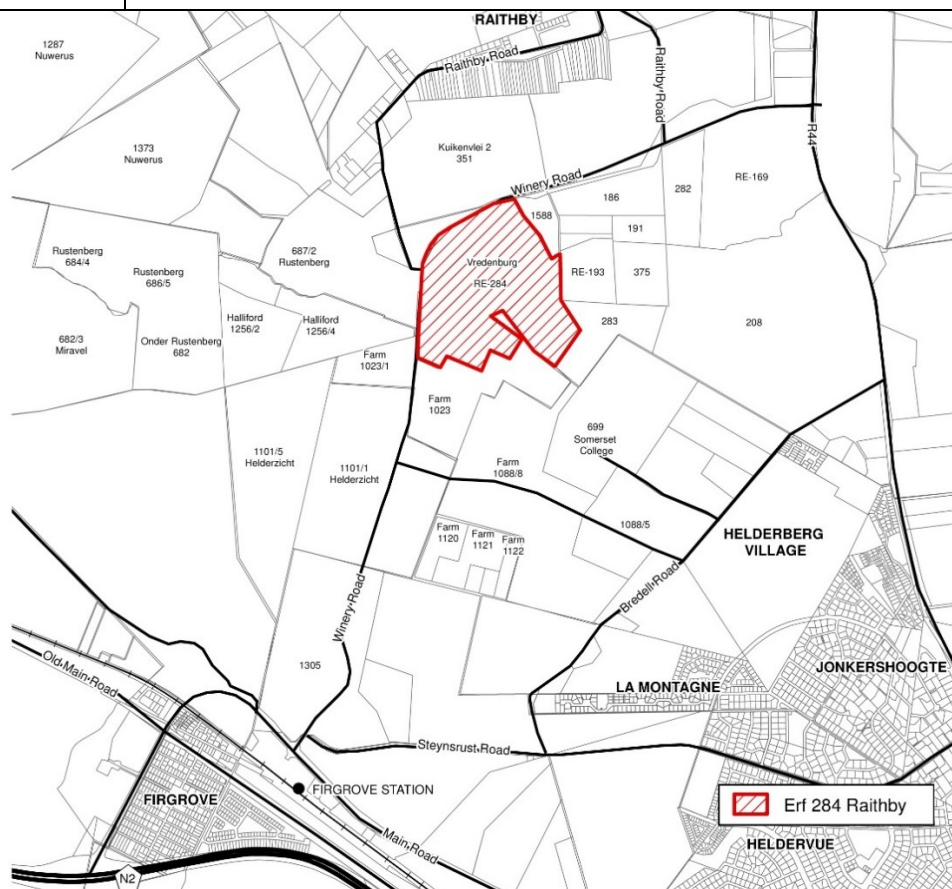 RAITHBY
1287
Nuwerus
Raithby Road
Raithby Road
R44
1373
Nuwerus
Kuikenvlei 2
351
Winery Road
282
RE-169
186
1588
191
Rustenberg
684/4
Rustenberg
686/5
687/2
Rustenberg
Vredenburg
RE-284
RE-193
375
Halliford
1256/2
Halliford
1256/4
283
208
682/3
Miravel
Onder Rustenberg
682
Farm
1023/1
Farm
1023
699
Somerset
College
1101/5
Helderzicht
1101/1
Helderzicht
Farm
1088/8
1088/5
Farm
1120
Farm
1121
Farm
1122
HELDERBERG
VILLAGE
Bredell Road
Winery Road
1305
Old Main Road
LA MONTAGNE
JONKERSHOOGTE
Steynsrust Road
FIRGROVE STATION
FIRGROVE
Main Road
Erf 284 Raithby
HELDERVUE
N2